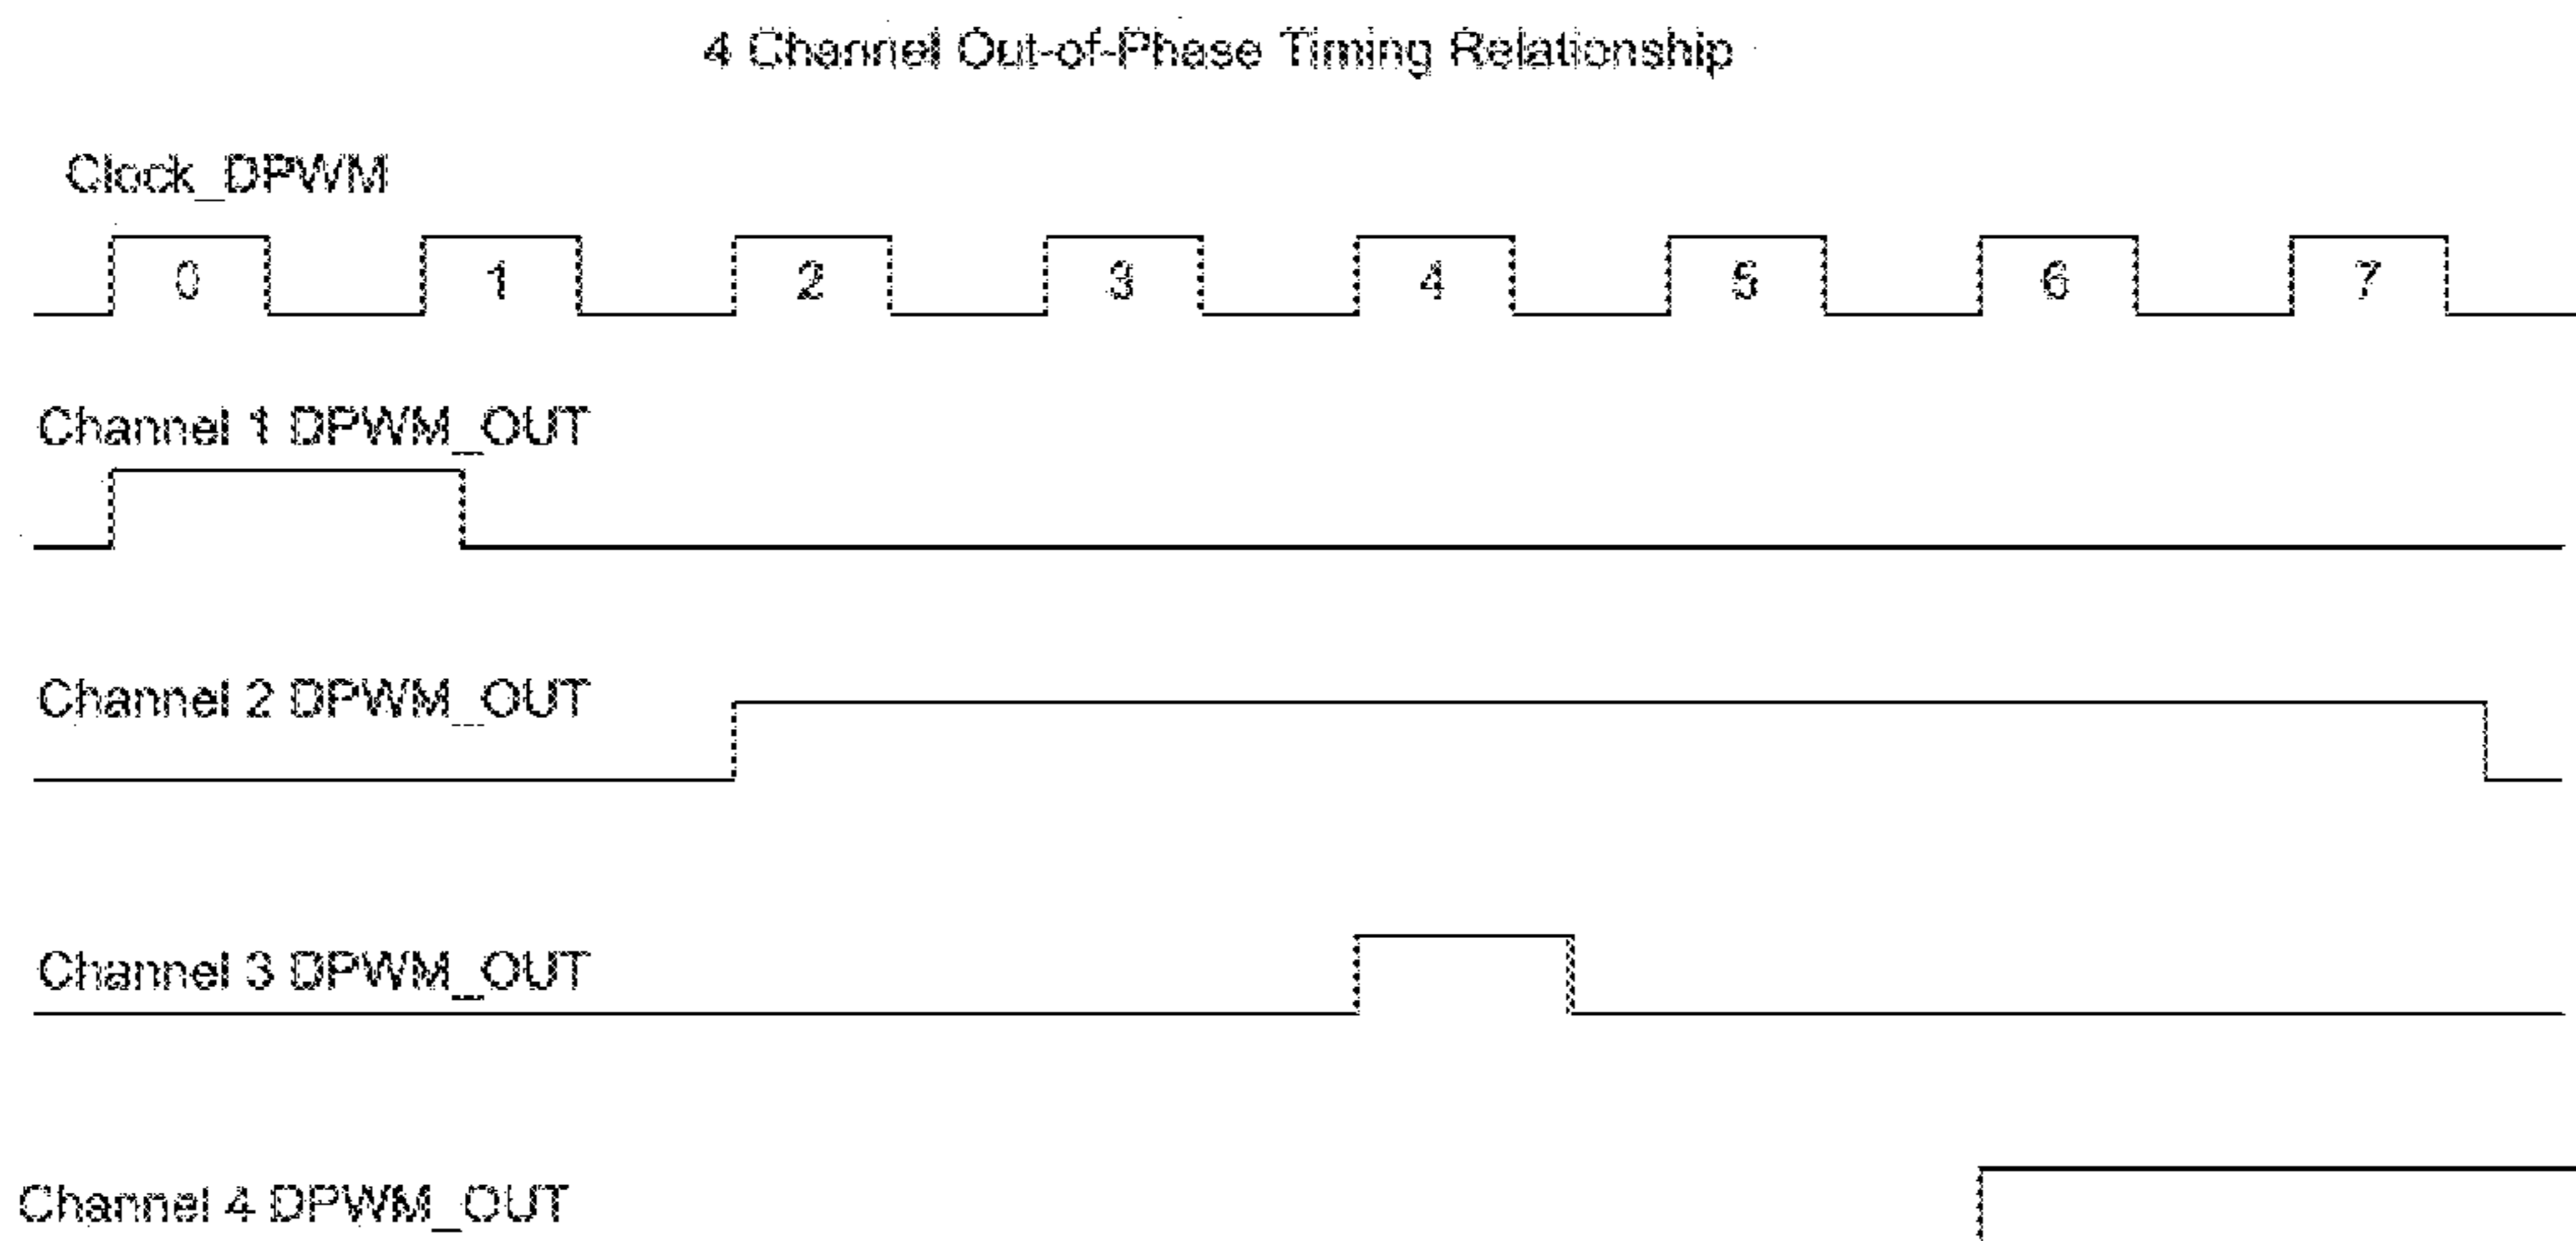 4 Channel Out-of-Phase Timing Relationship
Clock_DPWM
0 1 2 3 4 5 6 7
Channel 1 DPWM_OUT
Channel 2 DPWM_OUT
Channel 3 DPWM_OUT
Channel 4 DPWM_OUT